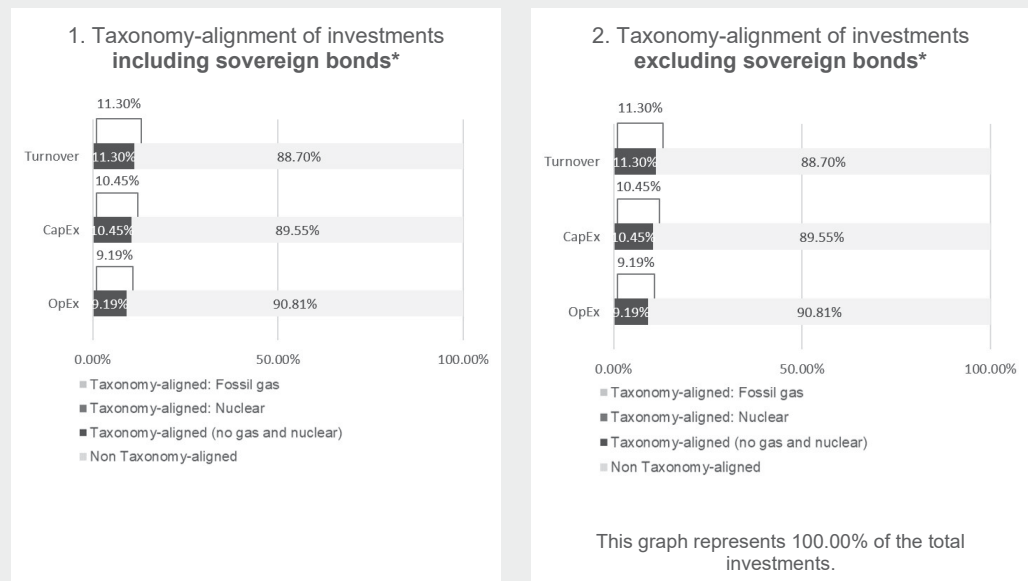 1. Taxonomy-alignment of investments
including sovereign bonds*
11.30%
Turnover 11.30% 88.70%
10.45%
CapEx 10.45% 89.55%
9.19%
OpEx 9.19% 90.81%
0.00% 50.00% 100.00%
Taxonomy-aligned: Fossil gas
Taxonomy-aligned: Nuclear
Taxonomy-aligned (no gas and nuclear)
Non Taxonomy-aligned
2. Taxonomy-alignment of investments
excluding sovereign bonds*
11.30%
Turnover 11.30% 88.70%
10.45%
CapEx 10.45% 89.55%
9.19%
OpEx 9.19% 90.81%
0.00% 50.00% 100.00%
Taxonomy-aligned: Fossil gas
Taxonomy-aligned: Nuclear
Taxonomy-aligned (no gas and nuclear)
Non Taxonomy-aligned
This graph represents 100.00% of the total
investments.